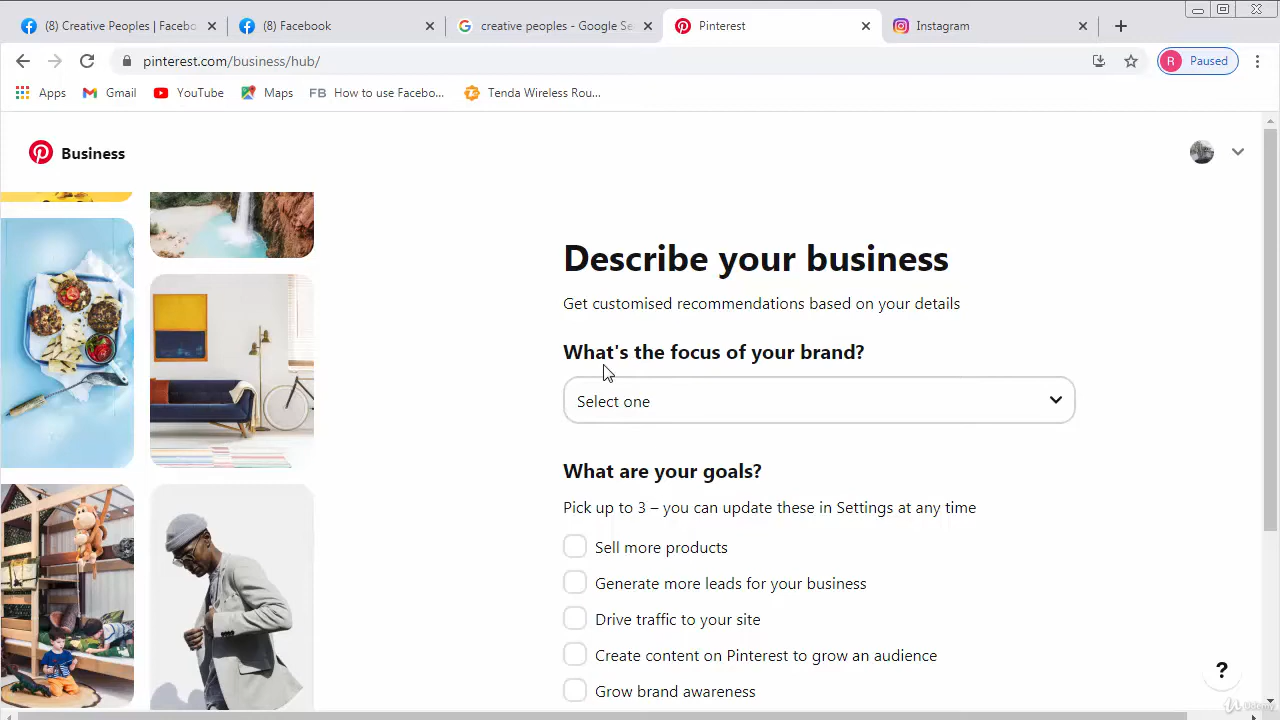 (8) Creative Peoples | Facebo
(8) Facebook
creative peoples - Google Se
Pinterest
Instagram
pinterest.com/business/hub/
R
Paused
Apps
Gmail
YouTube
Maps
FB
How to use Facebo...
Tenda Wireless Rou...
Business
Describe your business
Get customised recommendations based on your details
What's the focus of your brand?
Select one
What are your goals?
Pick up to 3 – you can update these in Settings at any time
Sell more products
Generate more leads for your business
Drive traffic to your site
Create content on Pinterest to grow an audience
Grow brand awareness
?
Udemy